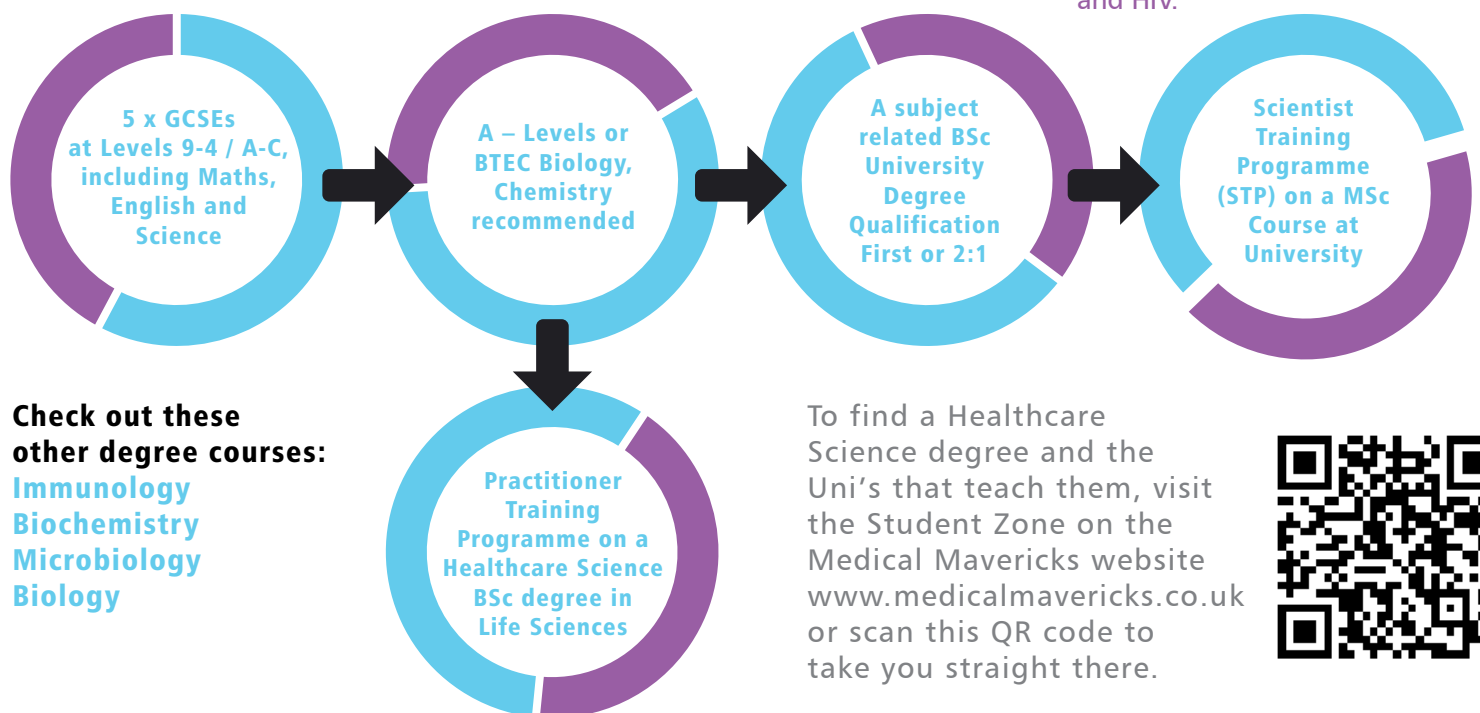 and HIV.
5 x GCSEs
at Levels 9-4 / A-C,
including Maths,
English and
Science
A – Levels or
BTEC Biology,
Chemistry
recommended
A subject
related BSc
University
Degree
Qualification
First or 2:1
Scientist
Training
Programme
(STP) on a MSc
Course at
University
Check out these
other degree courses:
Immunology
Biochemistry
Microbiology
Biology
Practitioner
Training
Programme on a
Healthcare Science
BSc degree in
Life Sciences
To find a Healthcare
Science degree and the
Uni's that teach them, visit
the Student Zone on the
Medical Mavericks website
www.medicalmavericks.co.uk
or scan this QR code to
take you straight there.